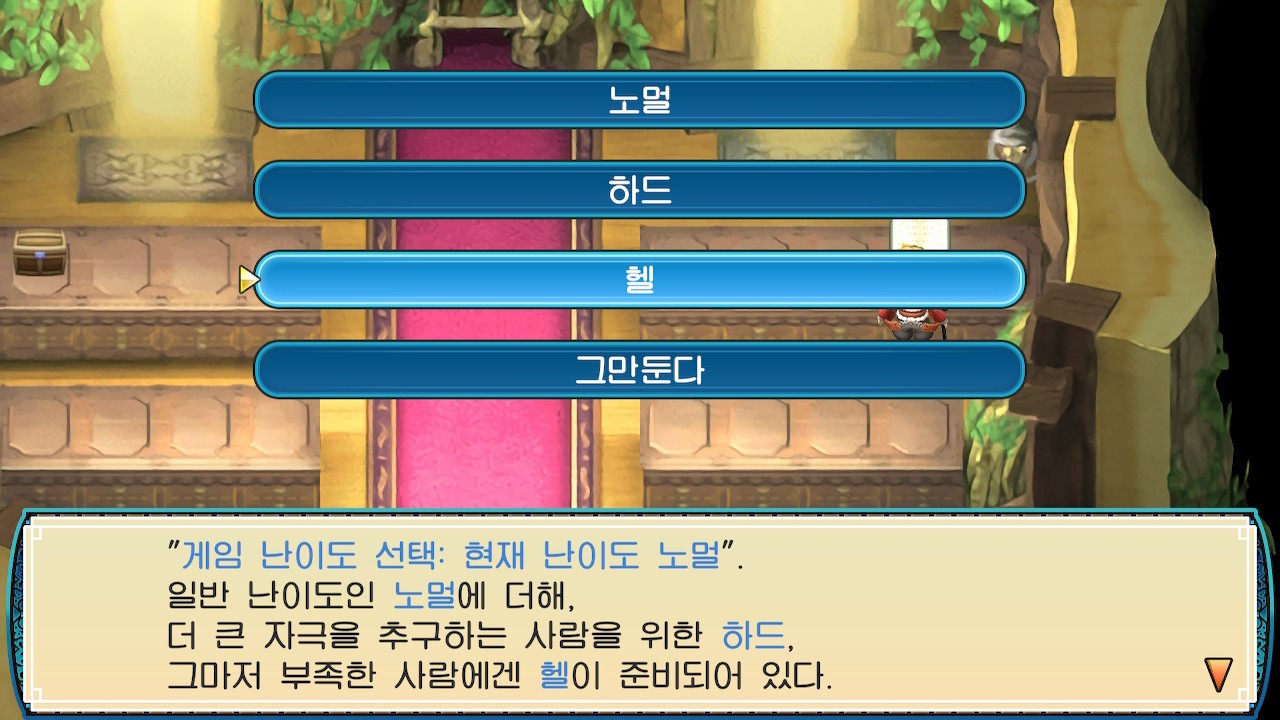 노멀
하드
헬
그만둔다
"게임 난이도 선택: 현재 난이도 노멀".
일반 난이도인 노멀에 더해,
더 큰 자극을 추구하는 사람을 위한 하드,
그마저 부족한 사람에겐 헬이 준비되어 있다.